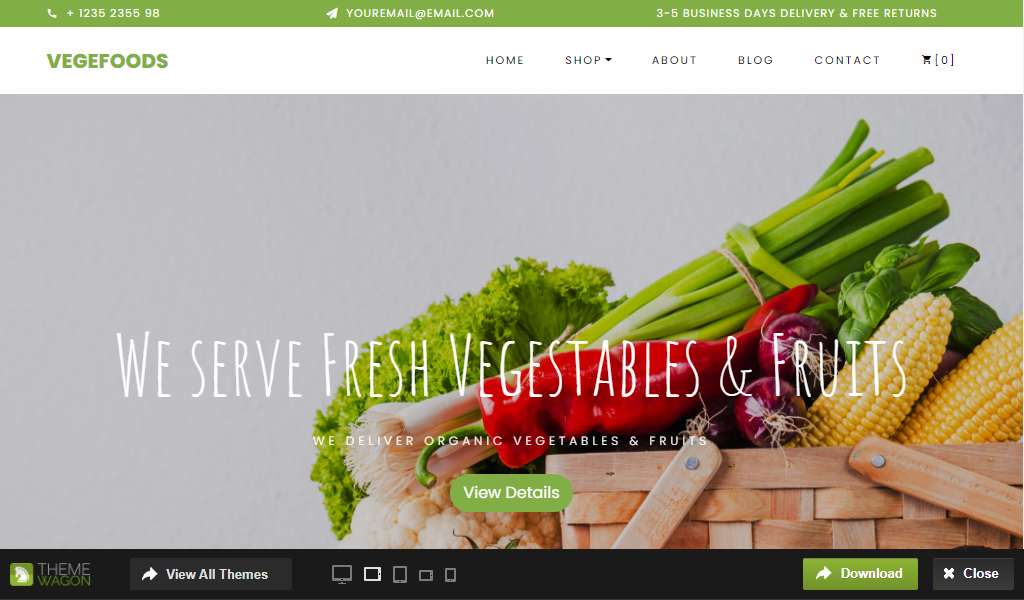 + 1235 2355 98
YOUREMAIL@EMAIL.COM
3-5 BUSINESS DAYS DELIVERY & FREE RETURNS
VEGEFOODS
HOME
SHOP
ABOUT
BLOG
CONTACT
[0]
WE SERVE FRESH VEGESTABLES & FRUITS
WE DELIVER ORGANIC VEGETABLES & FRUITS
View Details
THEME
WAGON
View All Themes
Download
Close